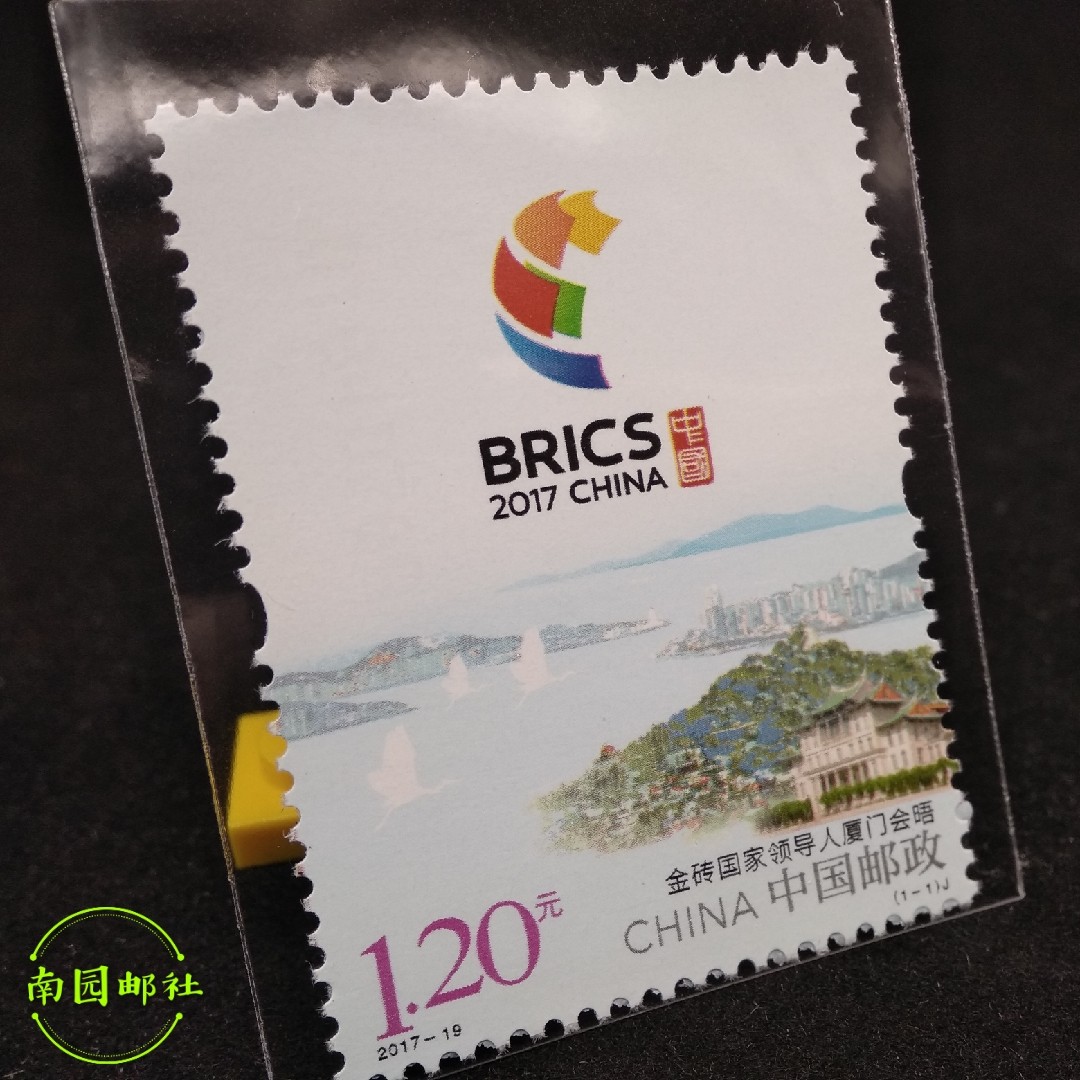 BRICS 中國
2017 CHINA
金砖国家领导人厦门会晤
CHINA 中国邮政
(1-1)J
1.20元
2017-19
南园邮社